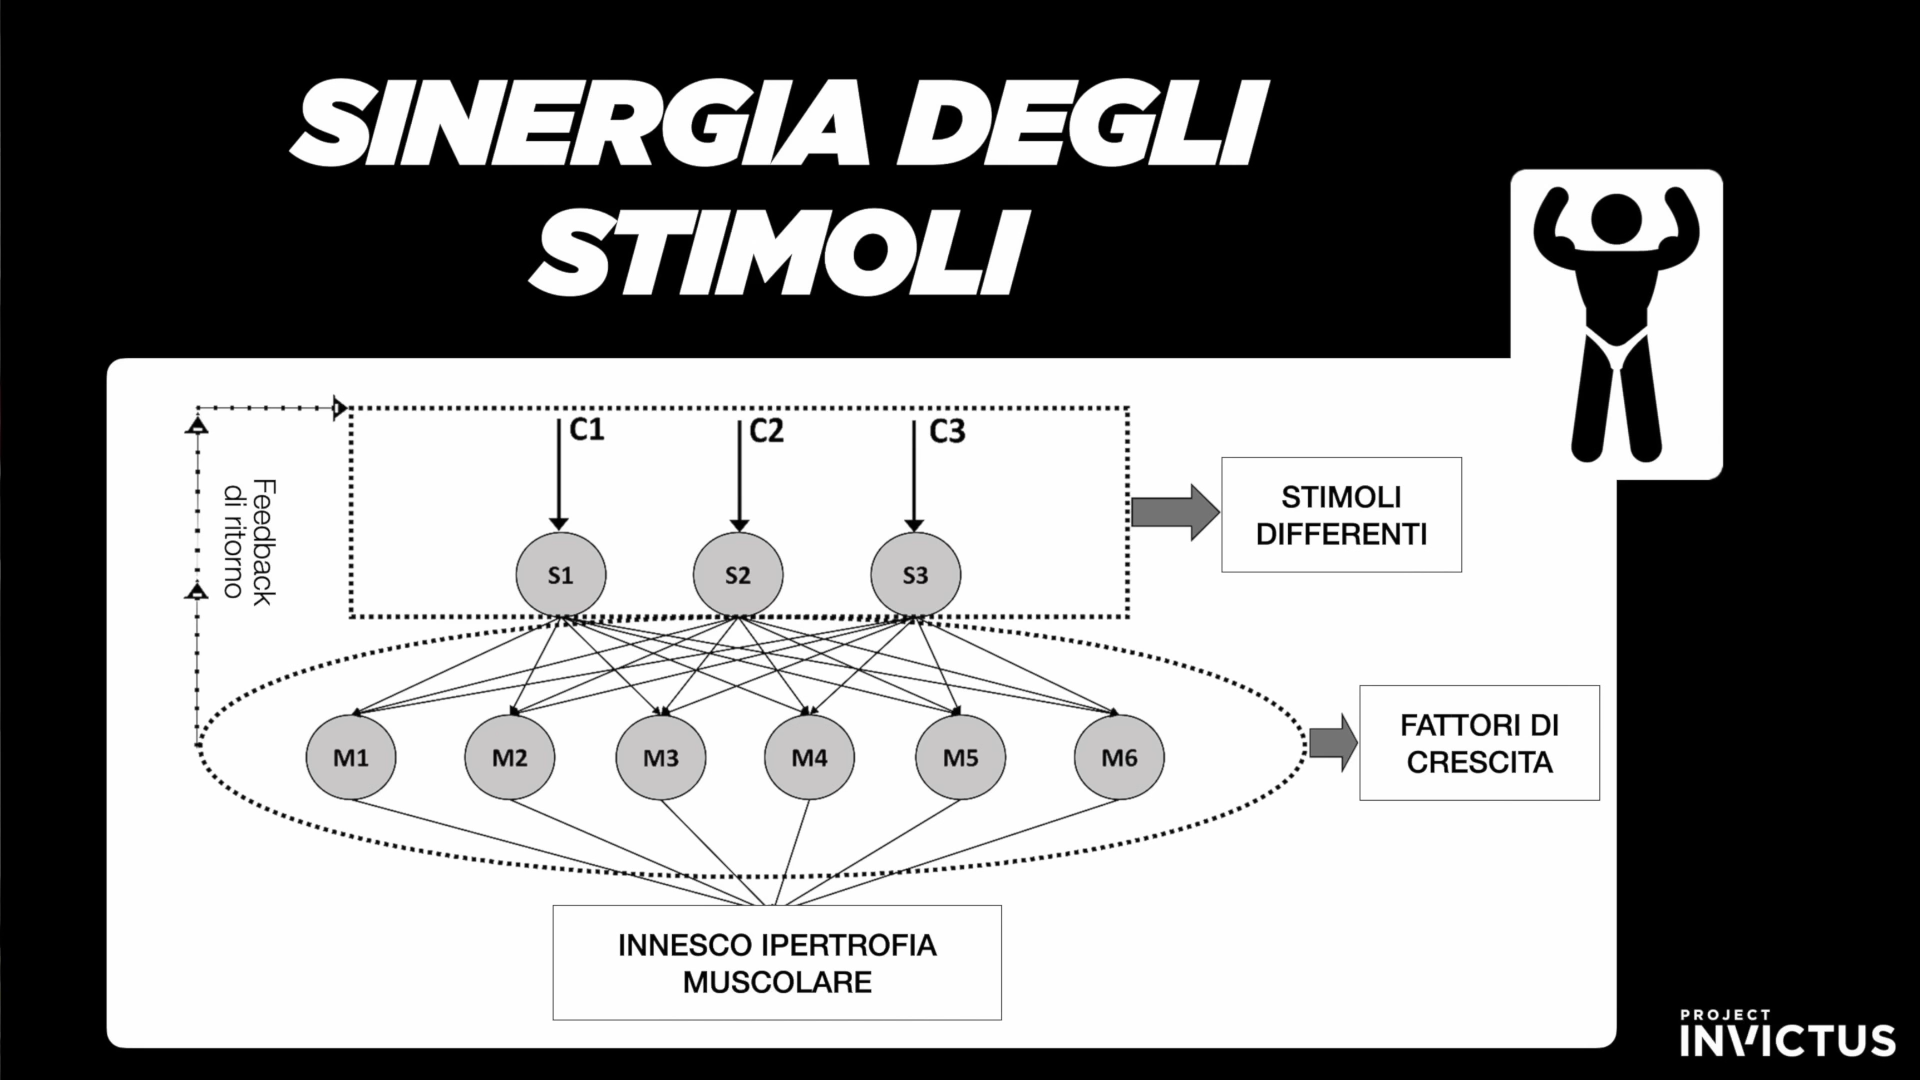 SINERGIA DEGLI
STIMOLI
C1
C2
C3
Feedback
di ritorno
S1
S2
S3
STIMOLI
DIFFERENTI
M1
M2
M3
M4
M5
M6
FATTORI DI
CRESCITA
INNESCO IPERTROFIA
MUSCOLARE
PROJECT
INVICTUS